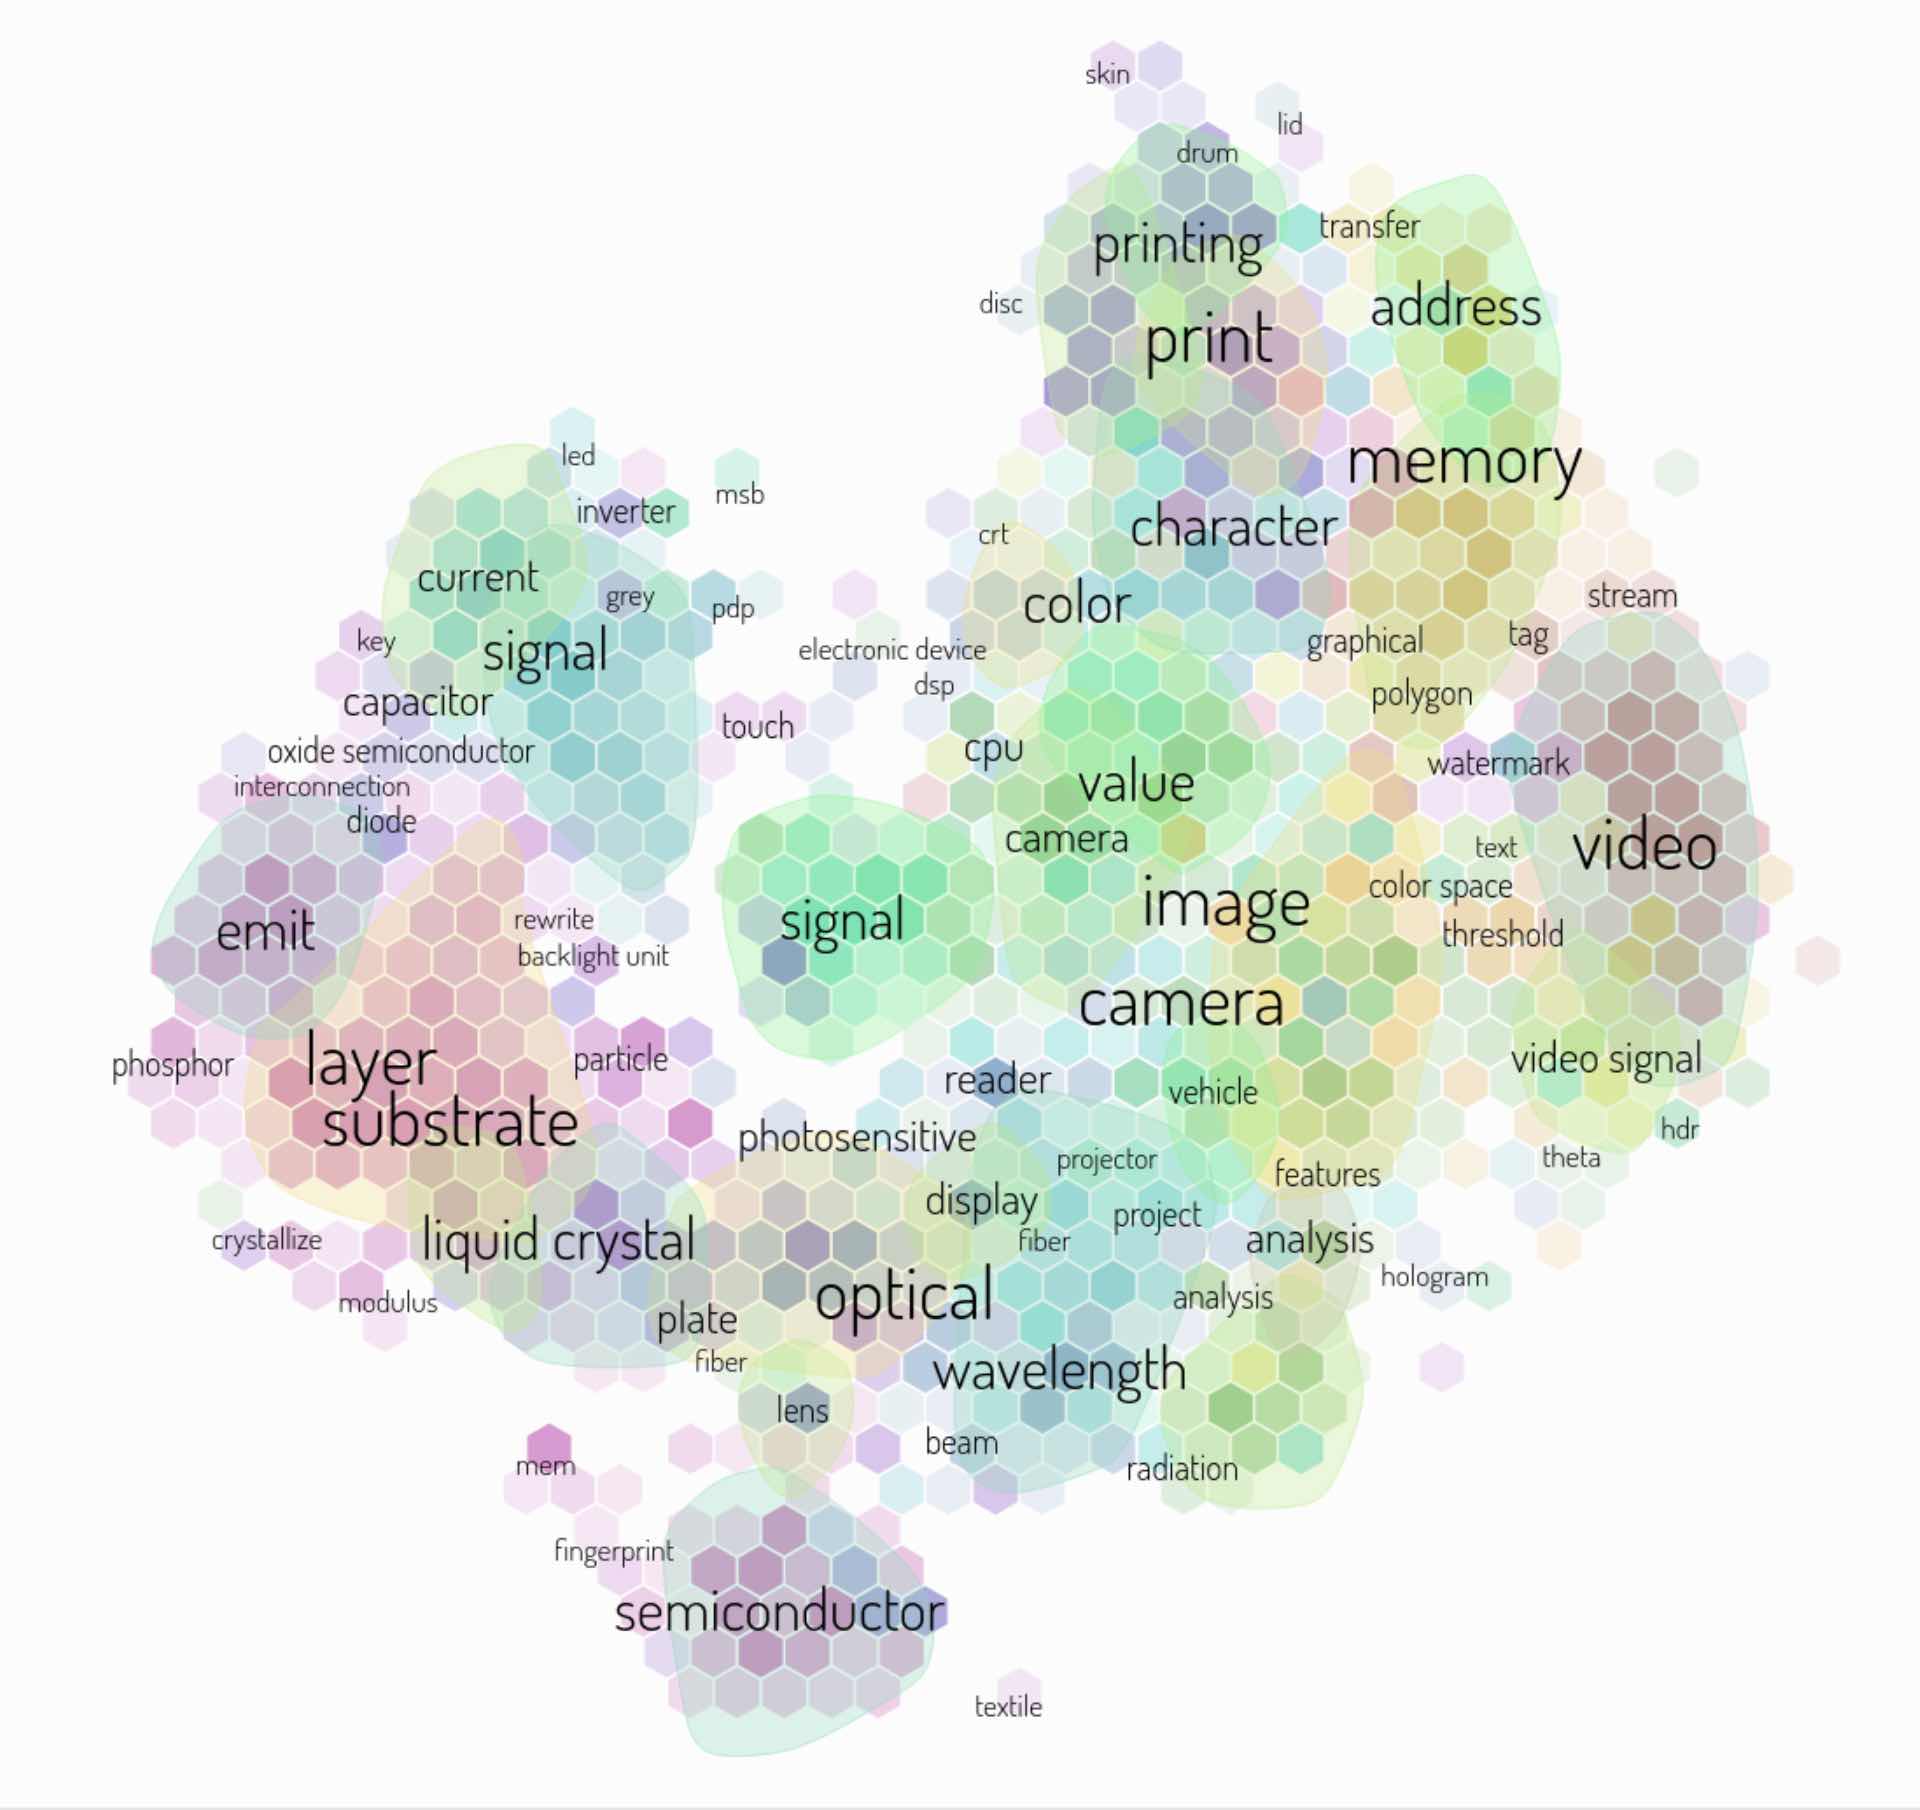 skin
lid
drum
transfer
printing
disc
address
print
led
memory
msb
inverter
character
crt
current
grey
pdp
color
stream
key
signal
electronic device
graphical
tag
dsp
capacitor
polygon
touch
oxide semiconductor
cpu
watermark
interconnection
value
diode
camera
text
video
color space
image
rewrite
signal
emit
threshold
backlight unit
camera
phosphor
layer
particle
reader
vehicle
video signal
substrate
photosensitive
hdr
projector
theta
features
display
project
crystallize
liquid crystal
fiber
analysis
hologram
modulus
optical
analysis
plate
fiber
wavelength
lens
beam
mem
radiation
fingerprint
semiconductor
textile